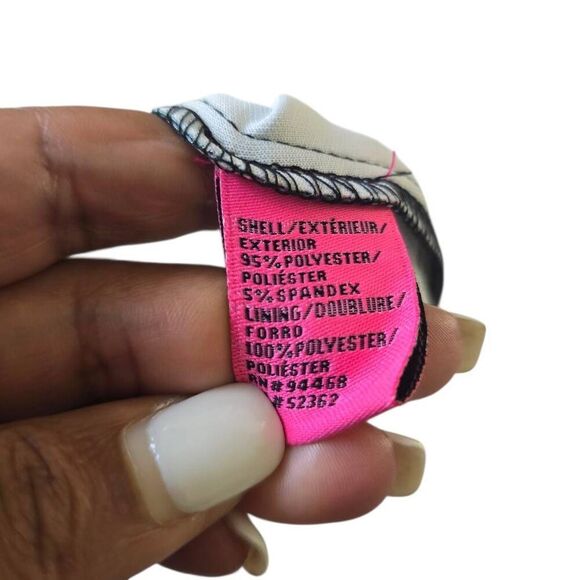 SHELL/EXTÉRIEUR/
EXTERIOR
95% POLYESTER/
POLIÉSTER
5% SPANDEX
LINING/DOUBLURE/
FORRO
100% POLYESTER/
POLIÉSTER
RN# 94468
# 52362